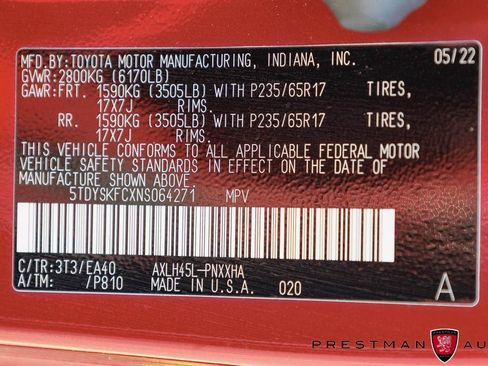 MFD.BY:TOYOTA MOTOR MANUFACTURING, INDIANA, INC. 05/22
GVWR:2800KG (6170LB)
GAWR:FRT. 1590KG (3505LB) WITH P235/65R17 TIRES,
17X7J RIMS.
RR. 1590KG (3505LB) WITH P235/65R17 TIRES,
17X7J RIMS.
THIS VEHICLE CONFORMS TO ALL APPLICABLE FEDERAL MOTOR
VEHICLE SAFETY STANDARDS IN EFFECT ON THE DATE OF
MANUFACTURE SHOWN ABOVE.
5TDYSKFCXNS064271 MPV
C/TR:3T3/EA40 AXLH45L-PNXXHA
A/TM: /P810 MADE IN U.S.A. 020 A
PRESTMAN AU